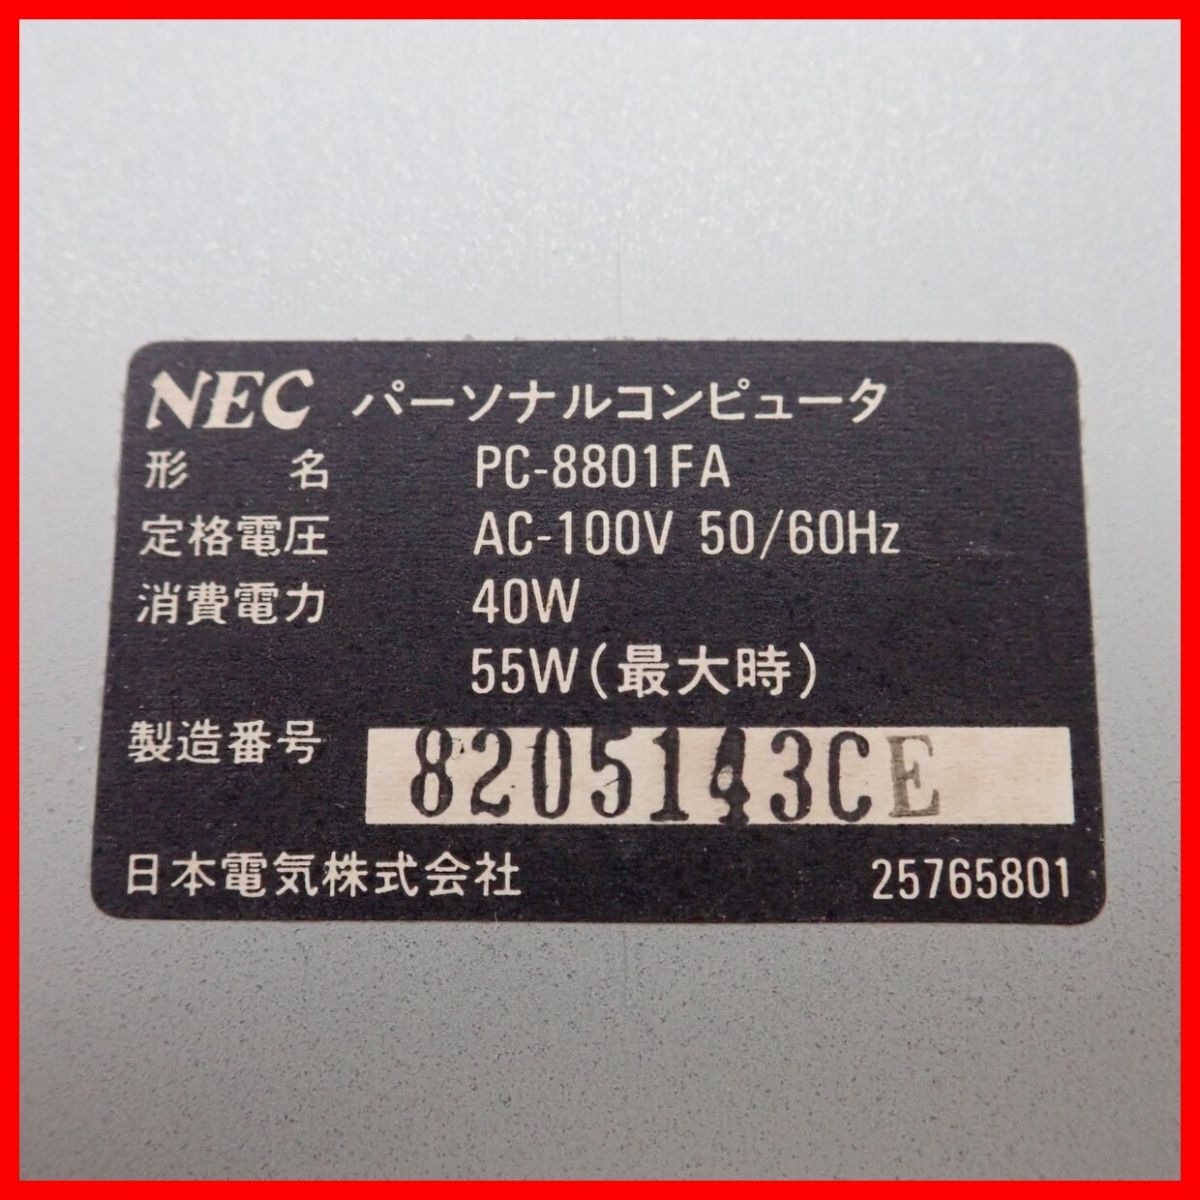 NEC パーソナルコンピュータ
形名 PC-8801FA
定格電圧 AC-100V 50/60Hz
消費電力 40W
55W(最大時)
製造番号 8205143CE
日本電気株式会社 25765801